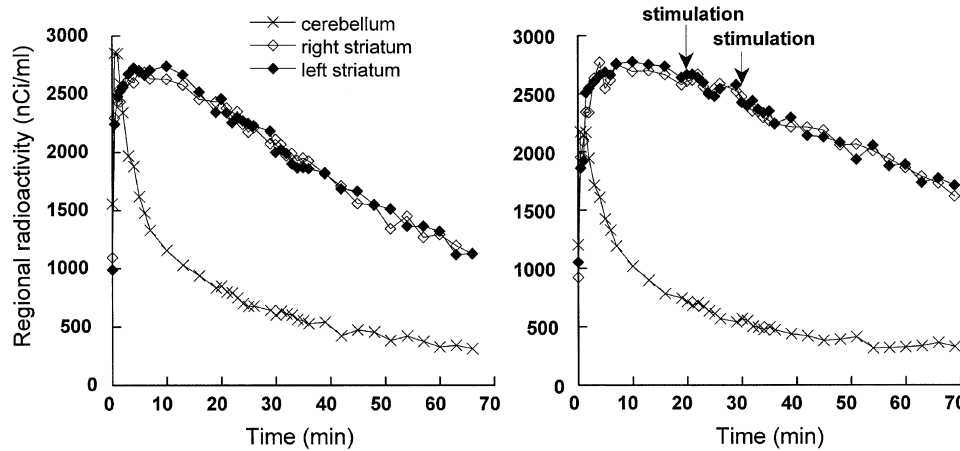 cerebellum
right striatum
left striatum
Regional radioactivity (nCi/ml)
3000
2500
2000
1500
1000
500
0
0 10 20 30 40 50 60 70
Time (min)
stimulation
stimulation
3000
2500
2000
1500
1000
500
0
0 10 20 30 40 50 60 70
Time (min)